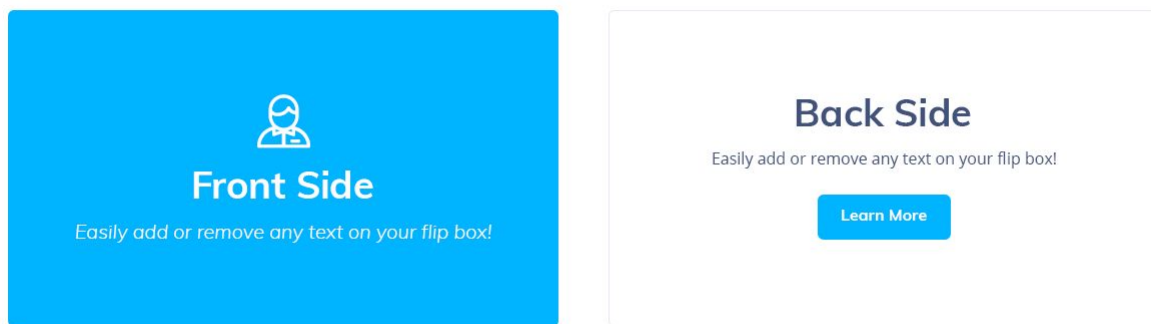 Front Side
Easily add or remove any text on your flip box!
Back Side
Easily add or remove any text on your flip box!
Learn More